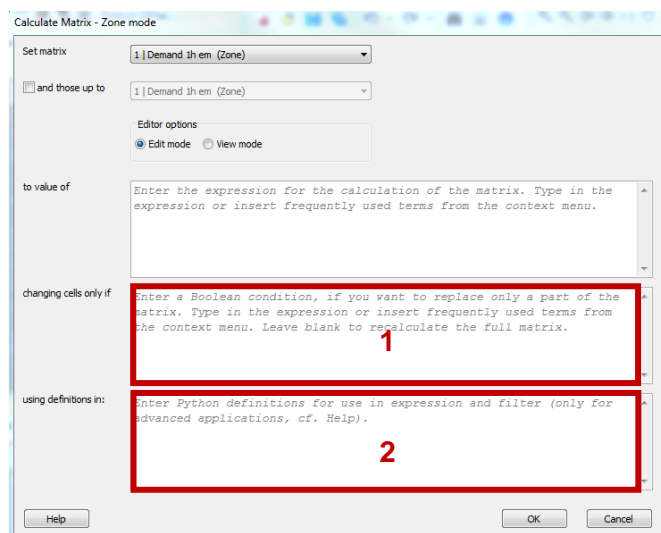 Calculate Matrix - Zone mode
Set matrix
1 | Demand 1h em (Zone)
and those up to
1 | Demand 1h em (Zone)
Editor options
Edit mode
View mode
to value of
Enter the expression for the calculation of the matrix. Type in the
expression or insert frequently used terms from the context menu.
changing cells only if
Enter a Boolean condition, if you want to replace only a part of the
matrix. Type in the expression or insert frequently used terms from
the context menu. Leave blank to recalculate the full matrix.
1
using definitions in:
Enter Python definitions for use in expression and filter (only for
advanced applications, cf. Help).
2
Help
OK
Cancel